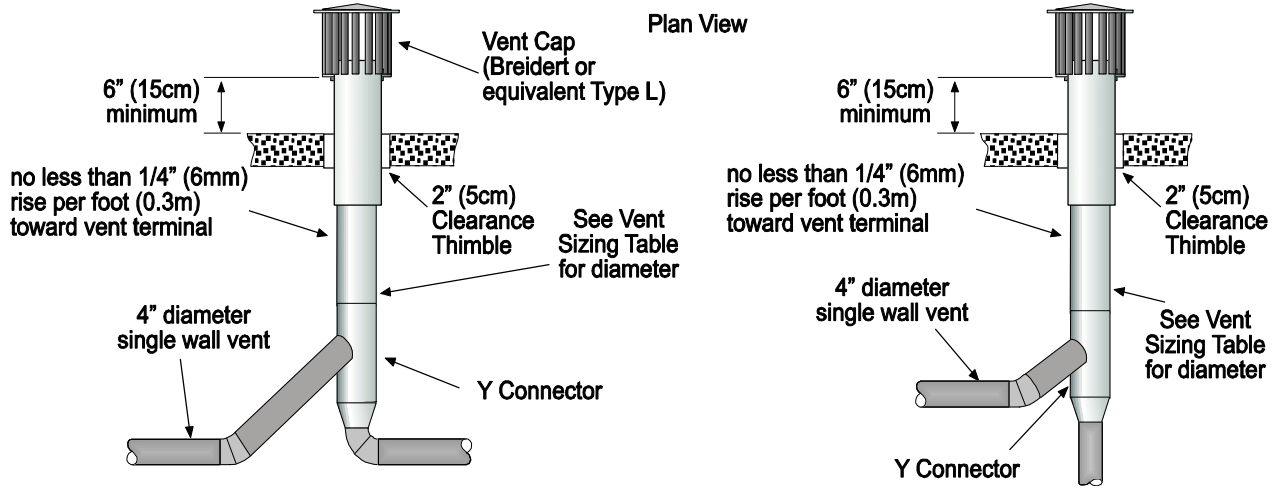 Plan View
Vent Cap
(Breidert or
equivalent Type L)
6” (15cm)
minimum
no less than 1/4” (6mm)
rise per foot (0.3m)
toward vent terminal
2” (5cm)
Clearance
Thimble
See Vent
Sizing Table
for diameter
4” diameter
single wall vent
Y Connector
6” (15cm)
minimum
no less than 1/4” (6mm)
rise per foot (0.3m)
toward vent terminal
2” (5cm)
Clearance
Thimble
4” diameter
single wall vent
See Vent
Sizing Table
for diameter
Y Connector